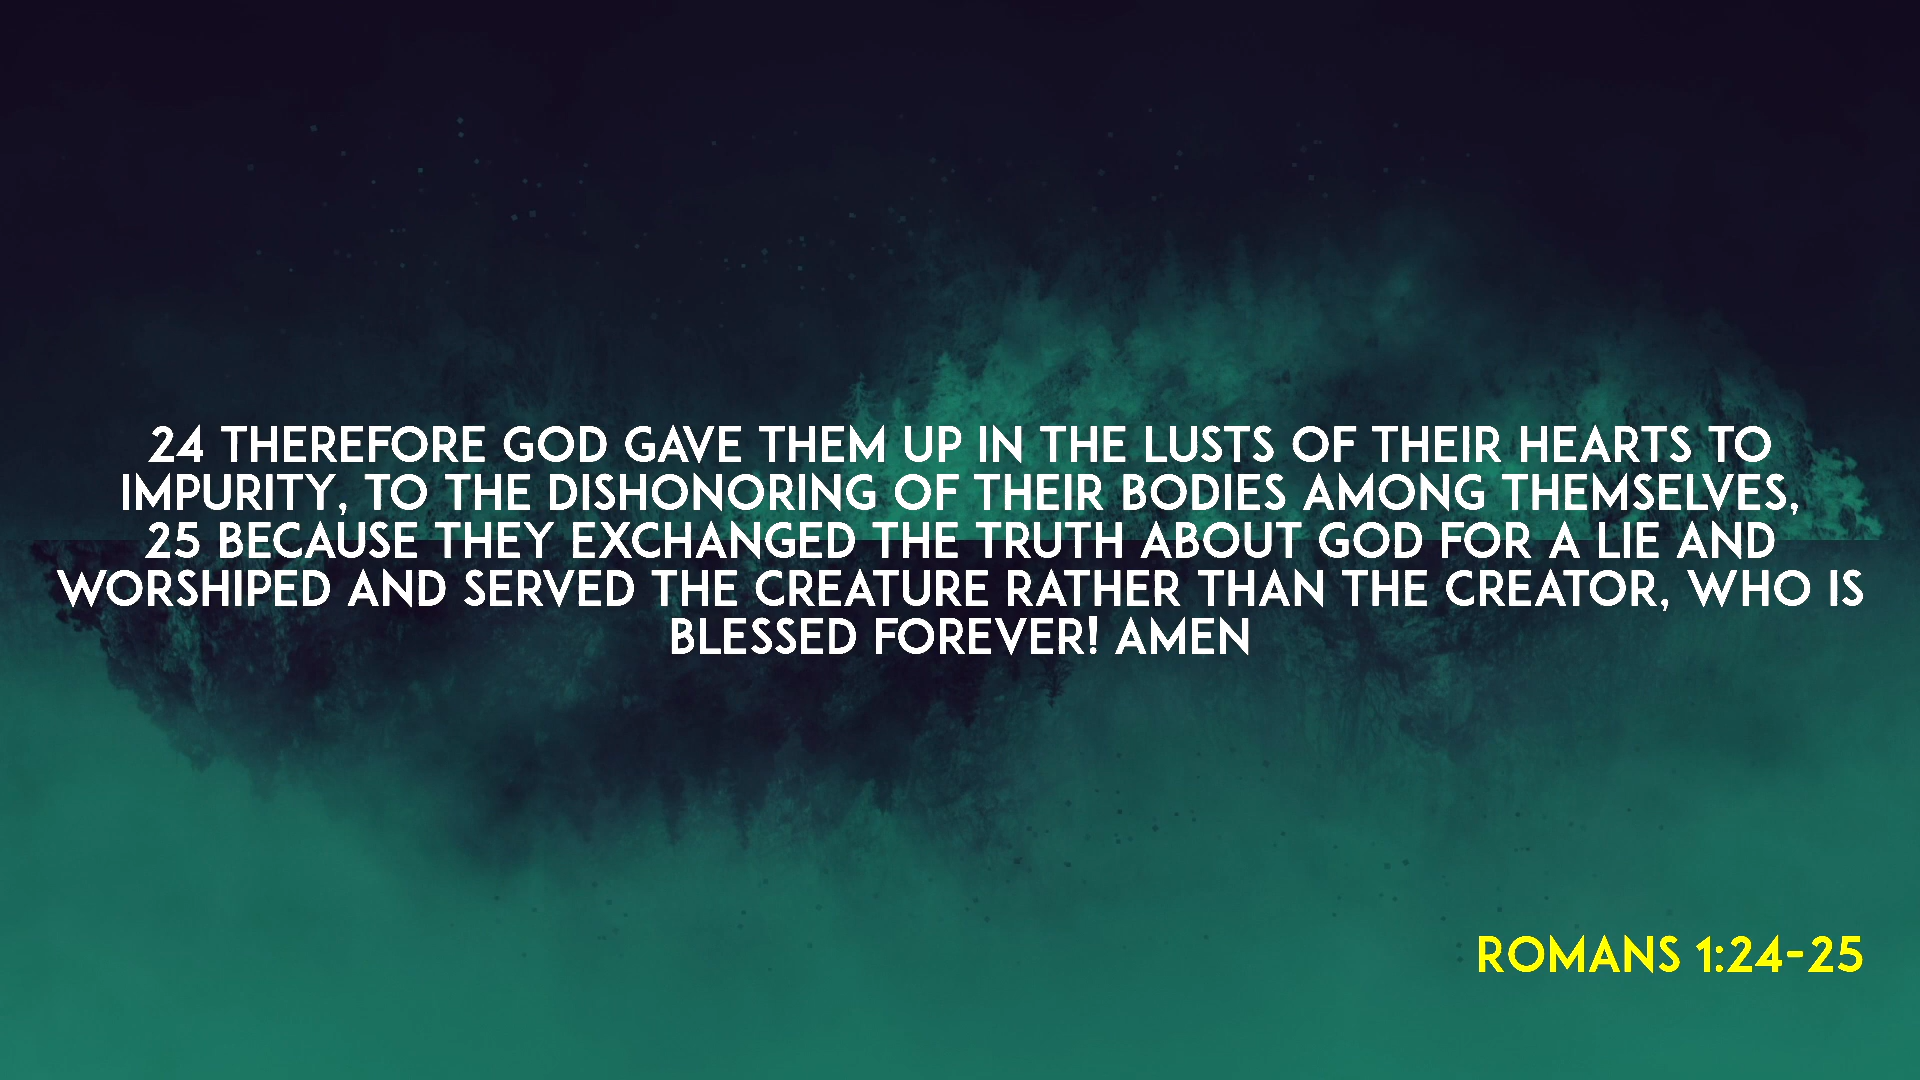 24 THEREFORE GOD GAVE THEM UP IN THE LUSTS OF THEIR HEARTS TO
IMPURITY, TO THE DISHONORING OF THEIR BODIES AMONG THEMSELVES,
25 BECAUSE THEY EXCHANGED THE TRUTH ABOUT GOD FOR A LIE AND
WORSHIPED AND SERVED THE CREATURE RATHER THAN THE CREATOR, WHO IS
BLESSED FOREVER! AMEN
ROMANS 1:24-25